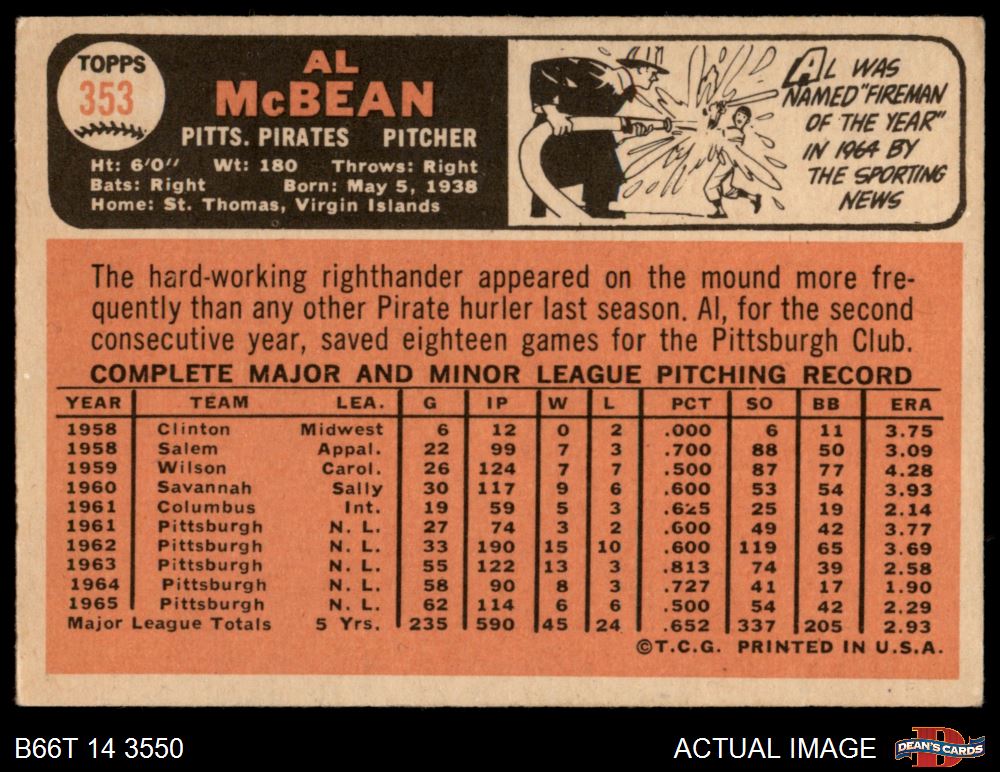 TOPPS
353
AL
McBEAN
PITTS. PIRATES PITCHER
Ht: 6'0" Wt: 180 Throws: Right
Bats: Right Born: May 5, 1938
Home: St. Thomas, Virgin Islands
AL WAS
NAMED "FIREMAN
OF THE YEAR"
IN 1964 BY
THE SPORTING
NEWS
The hard-working righthander appeared on the mound more fre-
quently than any other Pirate hurler last season. Al, for the second
consecutive year, saved eighteen games for the Pittsburgh Club.
COMPLETE MAJOR AND MINOR LEAGUE PITCHING RECORD
YEAR TEAM LEA. G IP W L PCT SO BB ERA
1958 Clinton Midwest 6 12 0 2 .000 6 11 3.75
1958 Salem Appal. 22 99 7 3 .700 88 50 3.09
1959 Wilson Carol. 26 124 7 7 .500 87 77 4.28
1960 Savannah Sally 30 117 9 6 .600 53 54 3.93
1961 Columbus Int. 19 59 5 3 .625 25 19 2.14
1961 Pittsburgh N. L. 27 74 3 2 .600 49 42 3.77
1962 Pittsburgh N. L. 33 190 15 10 .600 119 65 3.69
1963 Pittsburgh N. L. 55 122 13 3 .813 74 39 2.58
1964 Pittsburgh N. L. 58 90 8 3 .727 41 17 1.90
1965 Pittsburgh N. L. 62 114 6 6 .500 54 42 2.29
Major League Totals 5 Yrs. 235 590 45 24 .652 337 205 2.93
©T.C.G. PRINTED IN U.S.A.
B66T 14 3550
ACTUAL IMAGE
DEAN'S CARDS